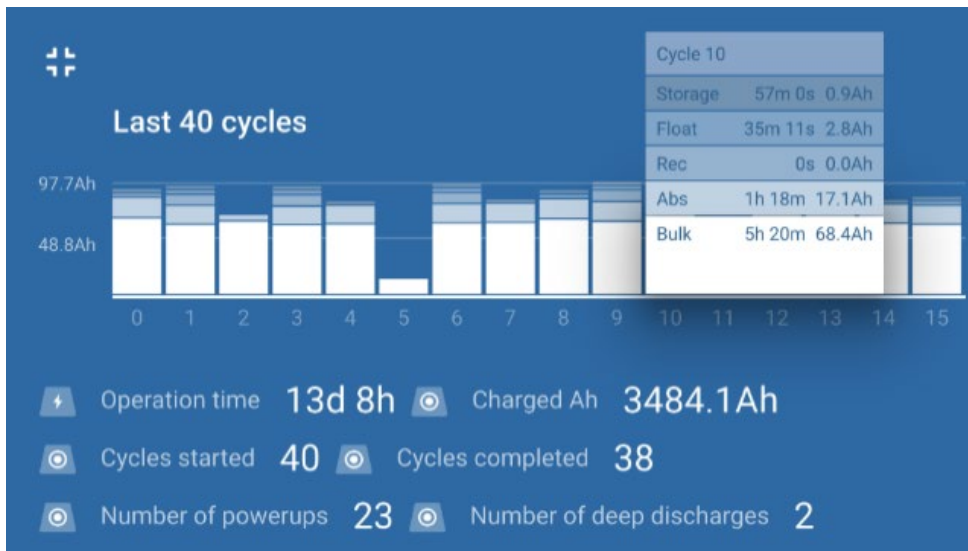 Cycle 10
Storage 57m 0s 0.9Ah
Float 35m 11s 2.8Ah
Rec 0s 0.0Ah
Abs 1h 18m 17.1Ah
Bulk 5h 20m 68.4Ah
Last 40 cycles
97.7Ah
48.8Ah
0 1 2 3 4 5 6 7 8 9 10 11 12 13 14 15
Operation time 13d 8h Charged Ah 3484.1Ah
Cycles started 40 Cycles completed 38
Number of powerups 23 Number of deep discharges 2